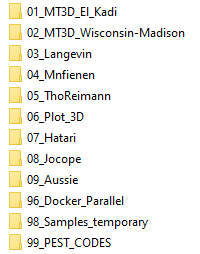 01_MT3D_El_Kadi
02_MT3D_Wisconsin-Madison
03_Langevin
04_Mnfienen
05_ThoReimann
06_Plot_3D
07_Hatari
08_Jocope
09_Aussie
96_Docker_Parallel
98_Samples_temporary
99_PEST_CODES